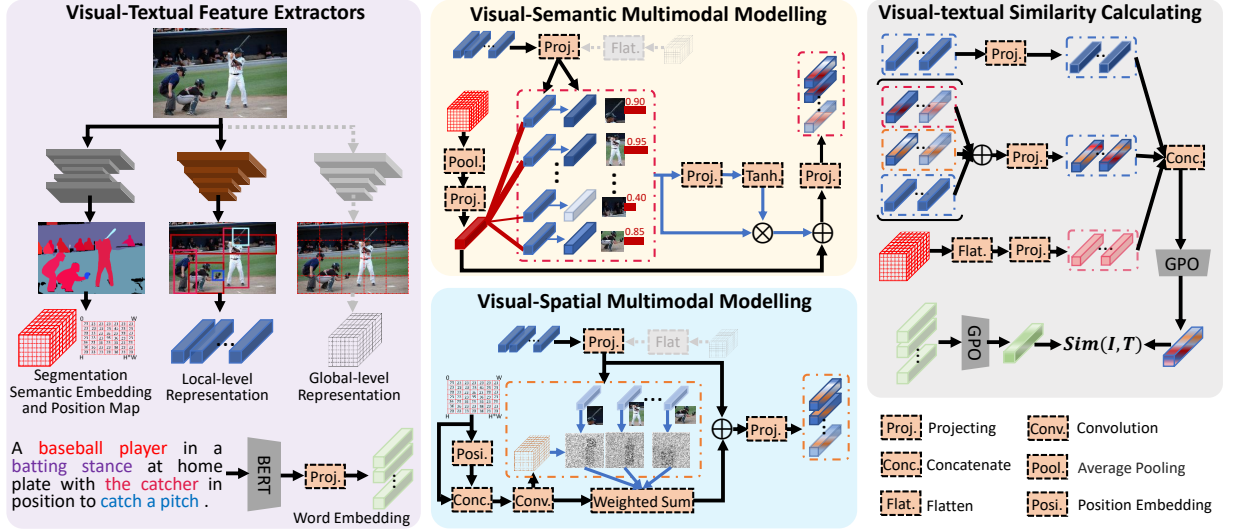 Visual-Textual Feature Extractors
Segmentation
Semantic Embedding
and Position Map
Local-level
Representation
Global-level
Representation
A baseball player in a
batting stance at home
plate with the catcher in
position to catch a pitch .
BERT
Proj.
Word Embedding
Visual-Semantic Multimodal Modelling
Proj.
Flat.
Pool.
Proj.
0.90
0.95
0.40
0.85
Proj.
Tanh.
Proj.
Visual-Spatial Multimodal Modelling
Proj.
Flat
0
W
H
H*W
Posi.
Conc.
Conv.
Weighted Sum
Proj.
Visual-textual Similarity Calculating
Proj.
Proj.
Conc.
Flat.
Proj.
GPO
GPO
Sim(I,T)
Proj. Projecting
Conv. Convolution
Conc. Concatenate
Pool. Average Pooling
Flat. Flatten
Posi. Position Embedding